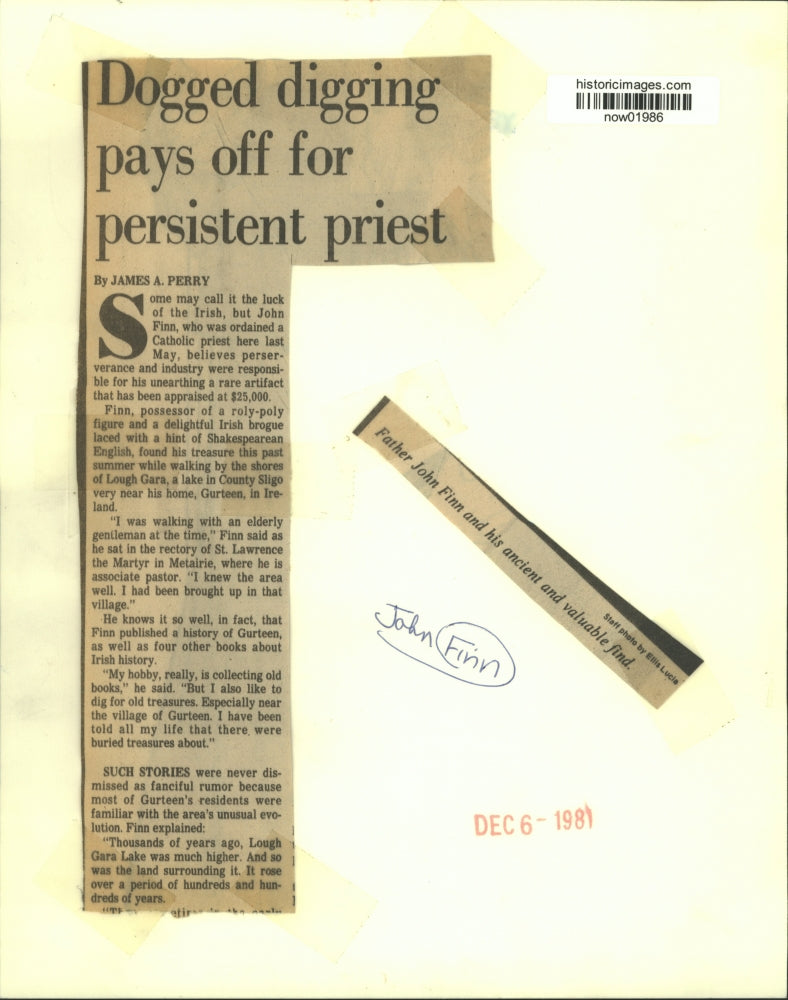 Dogged digging
pays off for
persistent priest
By JAMES A. PERRY
Some may call it the luck
of the Irish, but John
Finn, who was ordained a
Catholic priest here last
May, believes perser-
verance and industry were responsi-
ble for his unearthing a rare artifact
that has been appraised at $25,000.
Finn, possessor of a roly-poly
figure and a delightful Irish brogue
laced with a hint of Shakespearean
English, found his treasure this past
summer while walking by the shores
of Lough Gara, a lake in County Sligo
very near his home, Gurteen, in Ire-
land.
"I was walking with an elderly
gentleman at the time," Finn said as
he sat in the rectory of St. Lawrence
the Martyr in Metairie, where he is
associate pastor. "I knew the area
well. I had been brought up in that
village."
He knows it so well, in fact, that
Finn published a history of Gurteen,
as well as four other books about
Irish history.
"My hobby, really, is collecting old
books," he said. "But I also like to
dig for old treasures. Especially near
the village of Gurteen. I have been
told all my life that there were
buried treasures about."
SUCH STORIES were never dis-
missed as fanciful rumor because
most of Gurteen's residents were
familiar with the area's unusual evo-
lution. Finn explained:
"Thousands of years ago, Lough
Gara Lake was much higher. And so
was the land surrounding it. It rose
over a period of hundreds and hun-
dreds of years.
historicimages.com
now01986
Father John Finn and his ancient and valuable find.
Staff photo by Ellis Lucia
John Finn
DEC 6 - 1981